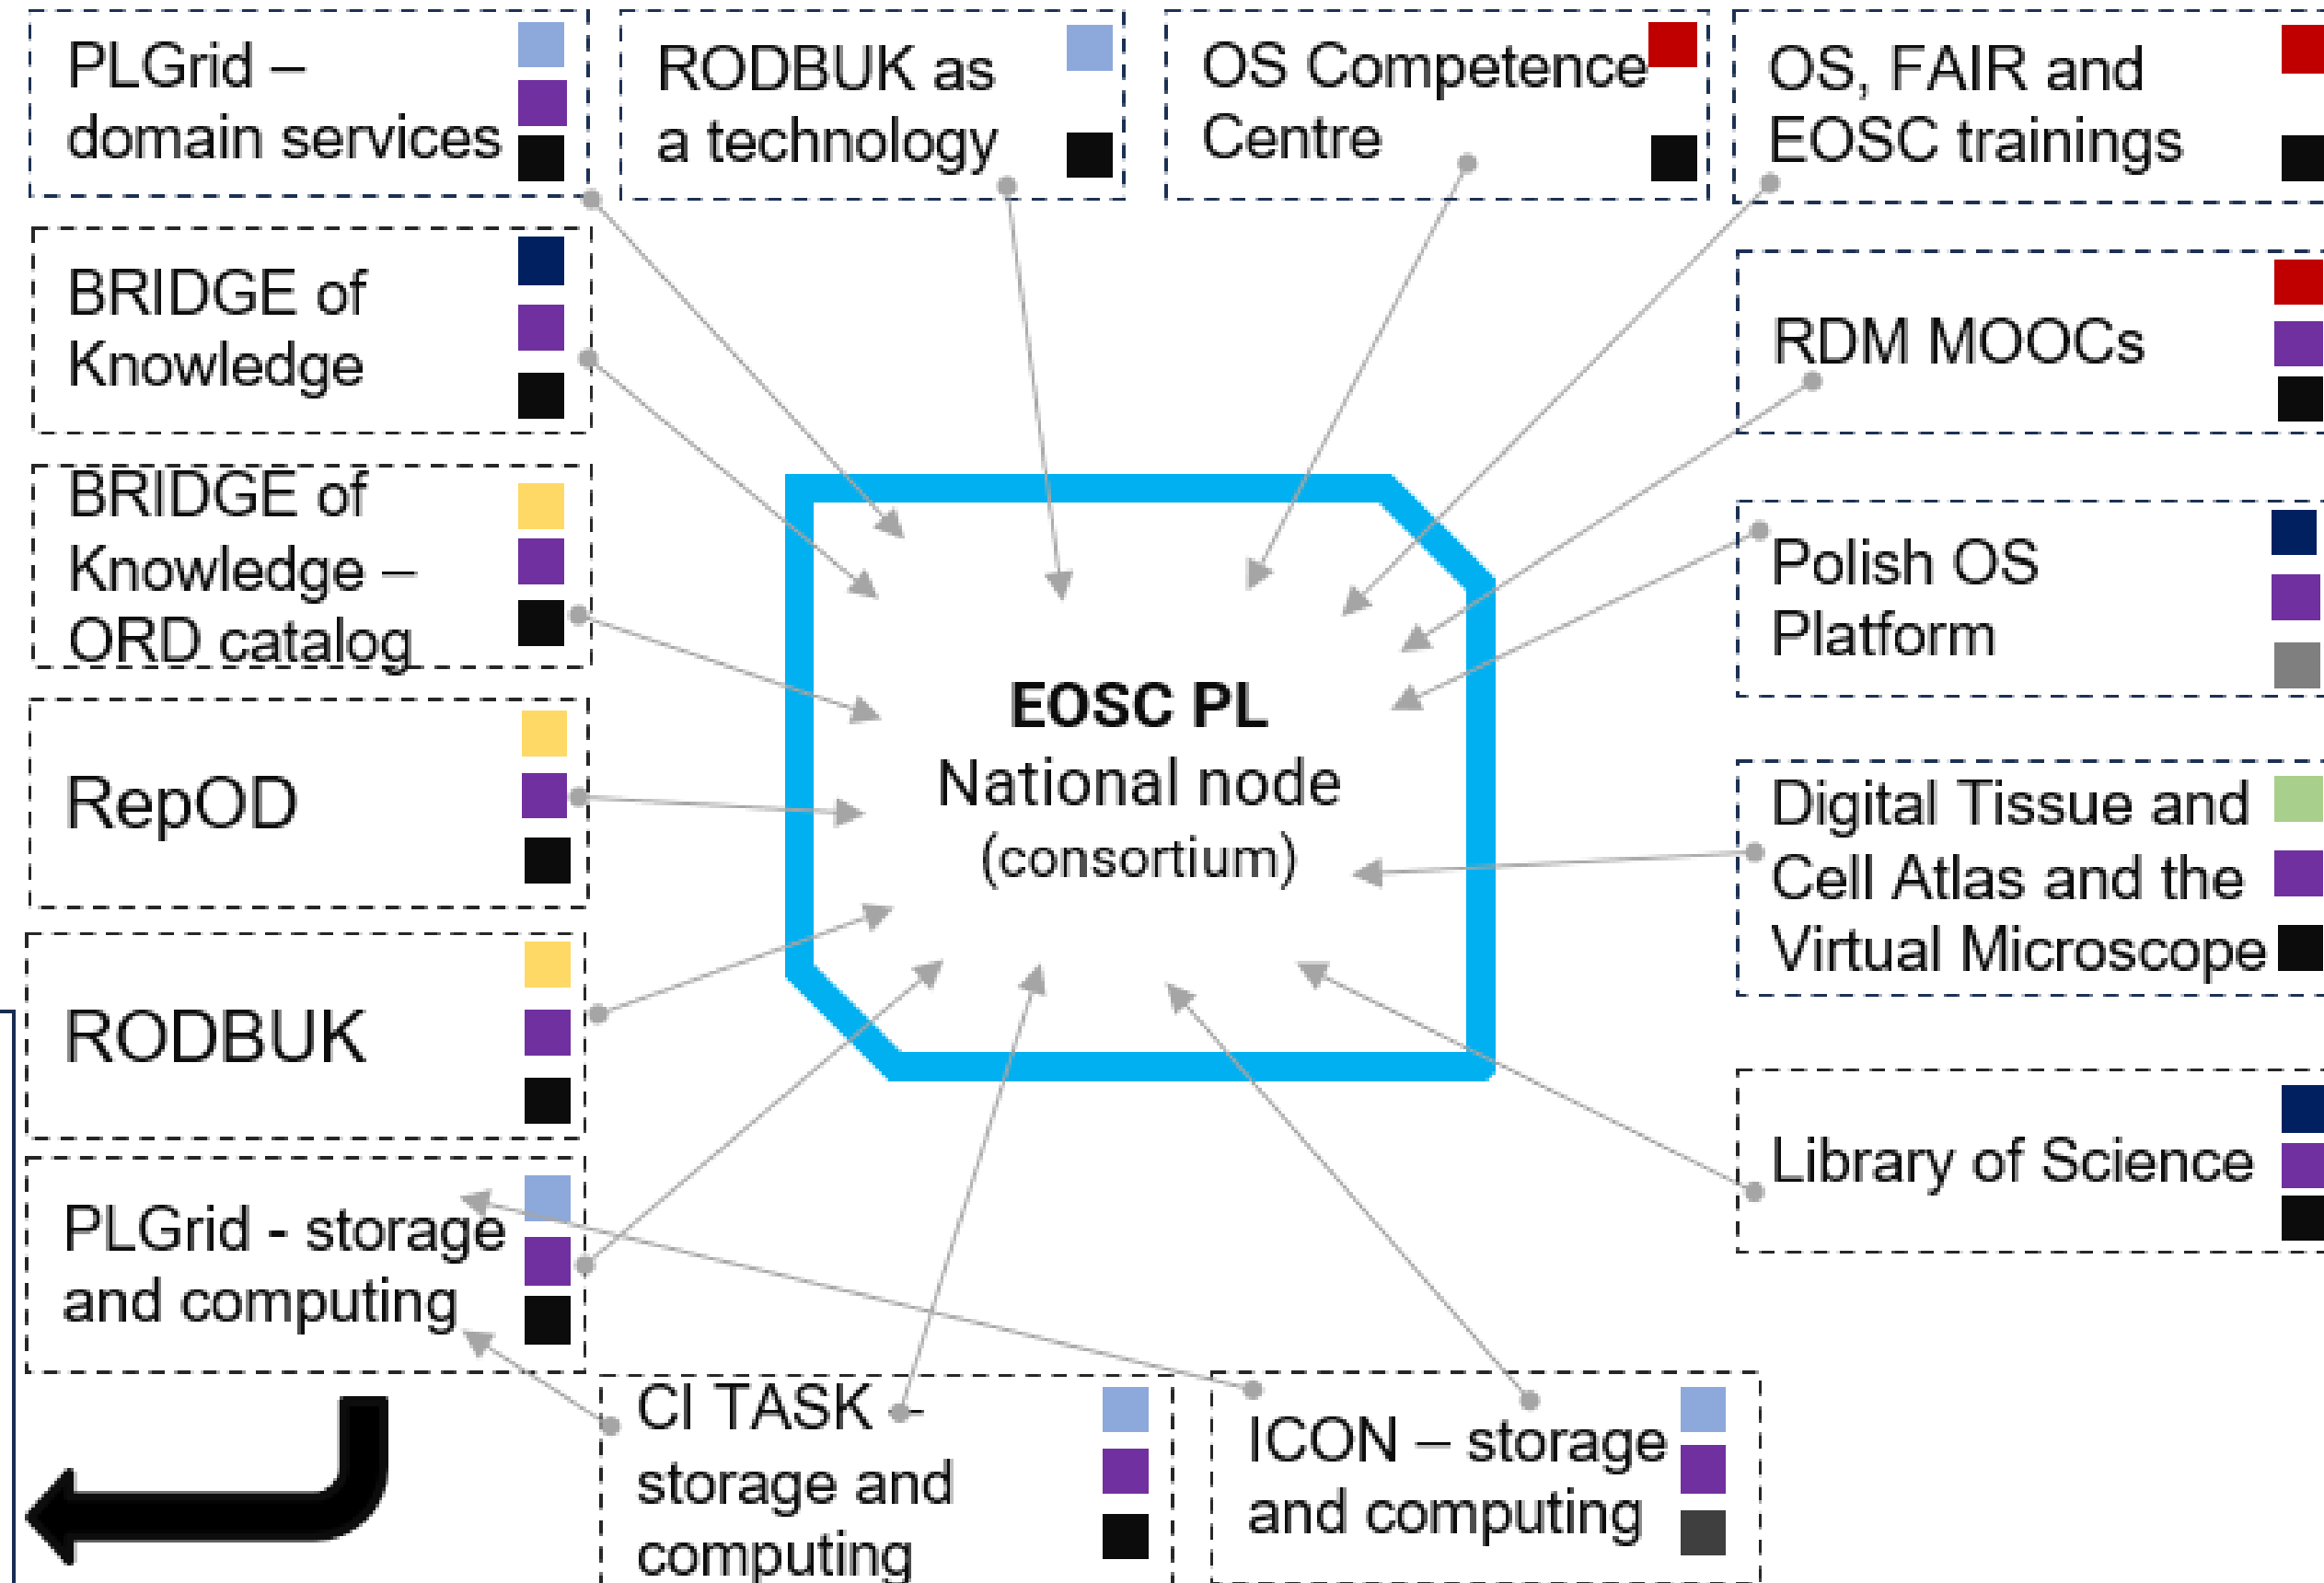 PLGrid –
domain services
RODBUK as
a technology
OS Competence
Centre
OS, FAIR and
EOSC trainings
BRIDGE of
Knowledge
RDM MOOCs
BRIDGE of
Knowledge –
ORD catalog
Polish OS
Platform
EOSC PL
National node
(consortium)
RepOD
Digital Tissue and
Cell Atlas and the
Virtual Microscope
RODBUK
Library of Science
PLGrid - storage
and computing
CI TASK –
storage and
computing
ICON – storage
and computing